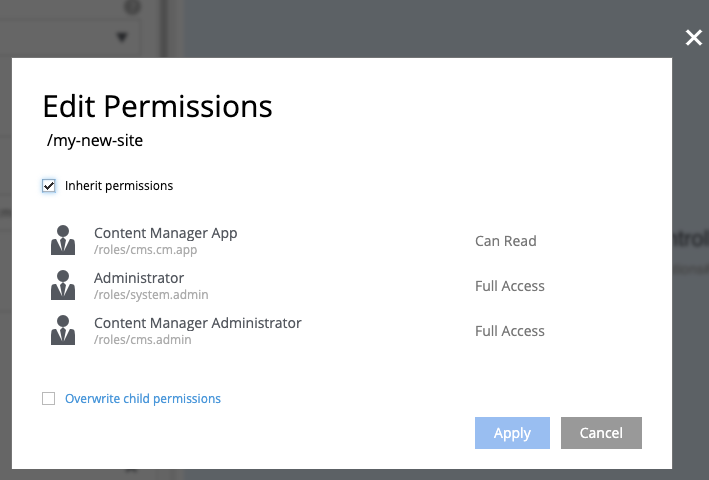 Edit Permissions
/my-new-site
Inherit permissions
Content Manager App
/roles/cms.cm.app
Can Read
Administrator
/roles/system.admin
Full Access
Content Manager Administrator
/roles/cms.admin
Full Access
Overwrite child permissions
Apply
Cancel